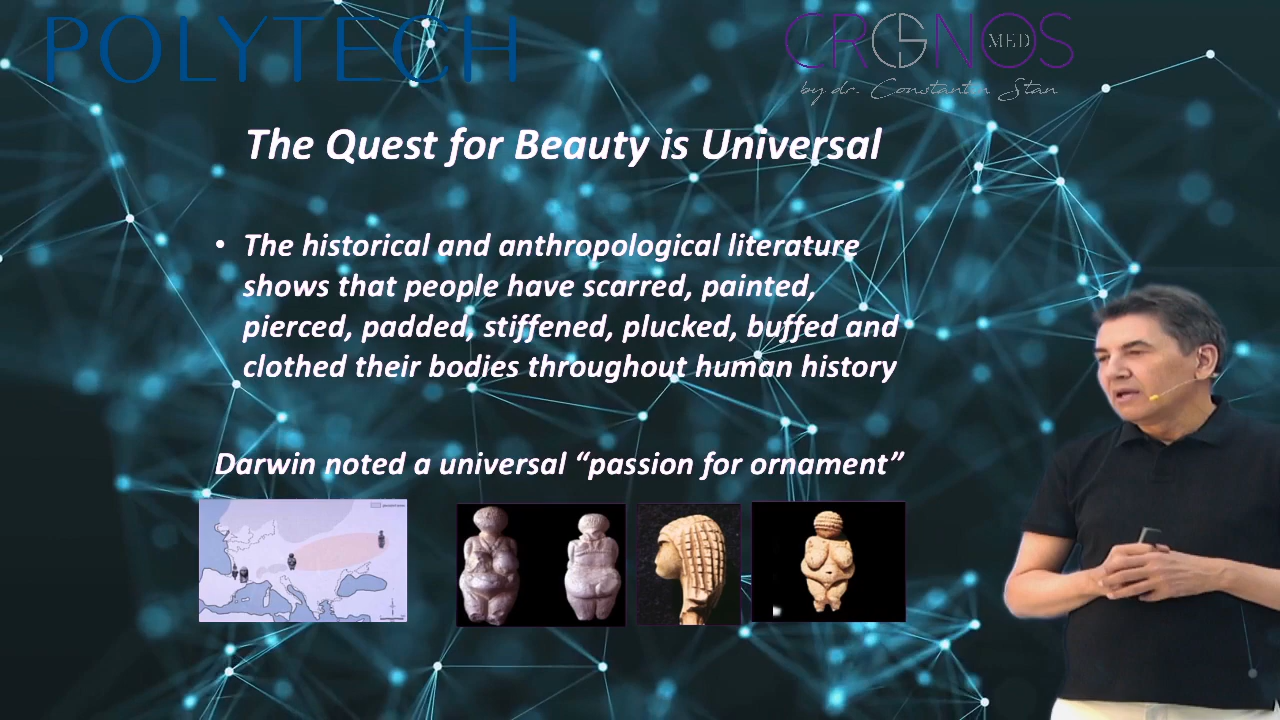 POLYTECH
CRONOS
MED
by dr. Constantin Stan
The Quest for Beauty is Universal
• The historical and anthropological literature
shows that people have scarred, painted,
pierced, padded, stiffened, plucked, buffed and
clothed their bodies throughout human history
Darwin noted a universal “passion for ornament”